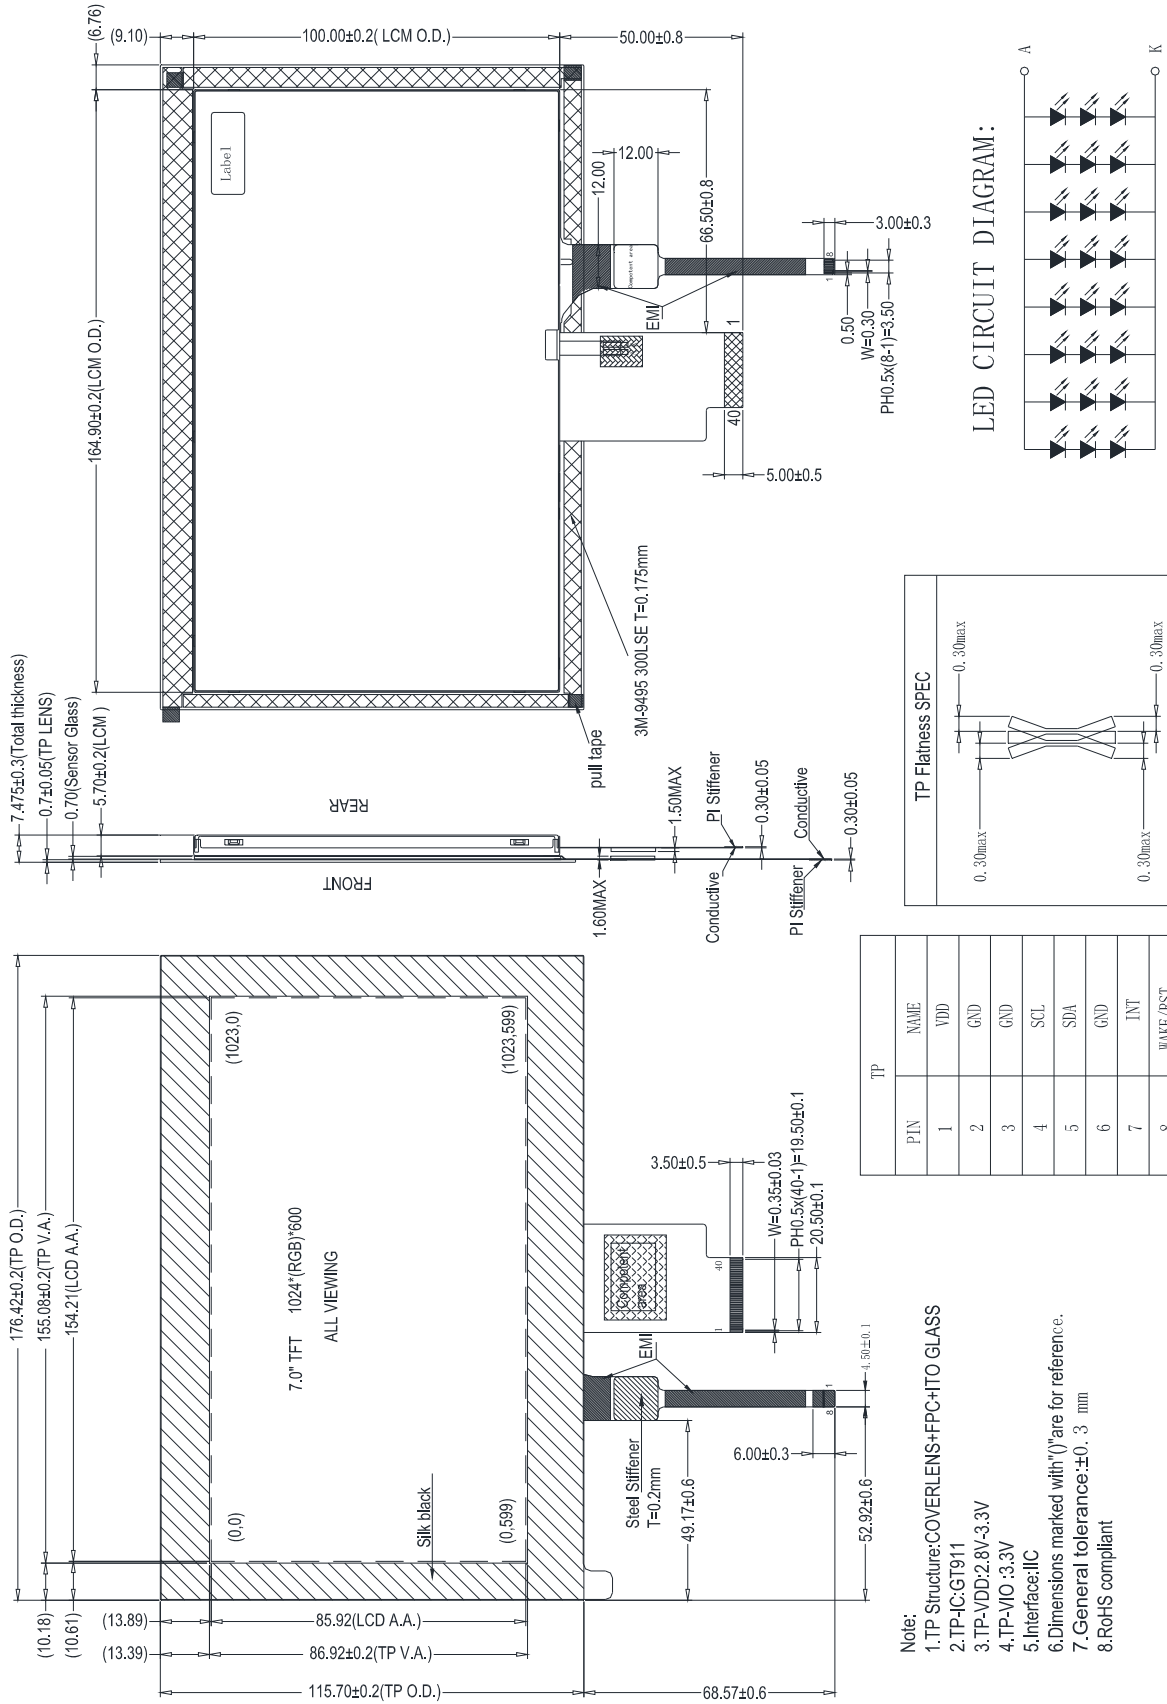 176.42±0.2(TP O.D.)
155.08±0.2(TP V.A.)
154.21(LCD A.A.)
(10.18)
(10.61)
(13.89)
(13.39)
85.92(LCD A.A.)
86.92±0.2(TP V.A.)
115.70±0.2(TP O.D.)
68.57±0.6
(0,0)
(1023,0)
(0,599)
(1023,599)
7.0" TFT 1024*(RGB)*600
ALL VIEWING
Silk black
Steel Stiffener
T=0.2mm
EMI
Competent
area
1
40
8
1
49.17±0.6
52.92±0.6
6.00±0.3
4.50±0.1
3.50±0.5
W=0.35±0.03
PH0.5x(40-1)=19.50±0.1
20.50±0.1
7.475±0.3(Total thickness)
0.7±0.05(TP LENS)
0.70(Sensor Glass)
5.70±0.2(LCM )
FRONT
REAR
1.60MAX
1.50MAX
Conductive
PI Stiffener
0.30±0.05
PI Stiffener
Conductive
0.30±0.05
(6.76)
(9.10)
164.90±0.2(LCM O.D.)
100.00±0.2( LCM O.D.)
50.00±0.8
Label
12.00
12.00
66.50±0.8
Competent area
EMI
40
1
1
8
3.00±0.3
0.50
W=0.30
PH0.5x(8-1)=3.50
5.00±0.5
3M-9495 300LSE T=0.175mm
pull tape
LED CIRCUIT DIAGRAM:
A
K
TP Flatness SPEC
0.30max
0.30max
0.30max
0.30max
TP
PIN NAME
1 VDD
2 GND
3 GND
4 SCL
5 SDA
6 GND
7 INT
8 WAKE/RST
Note:
1.TP Structure:COVERLENS+FPC+ITO GLASS
2.TP-IC:GT911
3.TP-VDD:2.8V-3.3V
4.TP-VIO :3.3V
5.Interface:IIC
6.Dimensions marked with"()"are for reference.
7.General tolerance:±0.3 mm
8.RoHS compliant